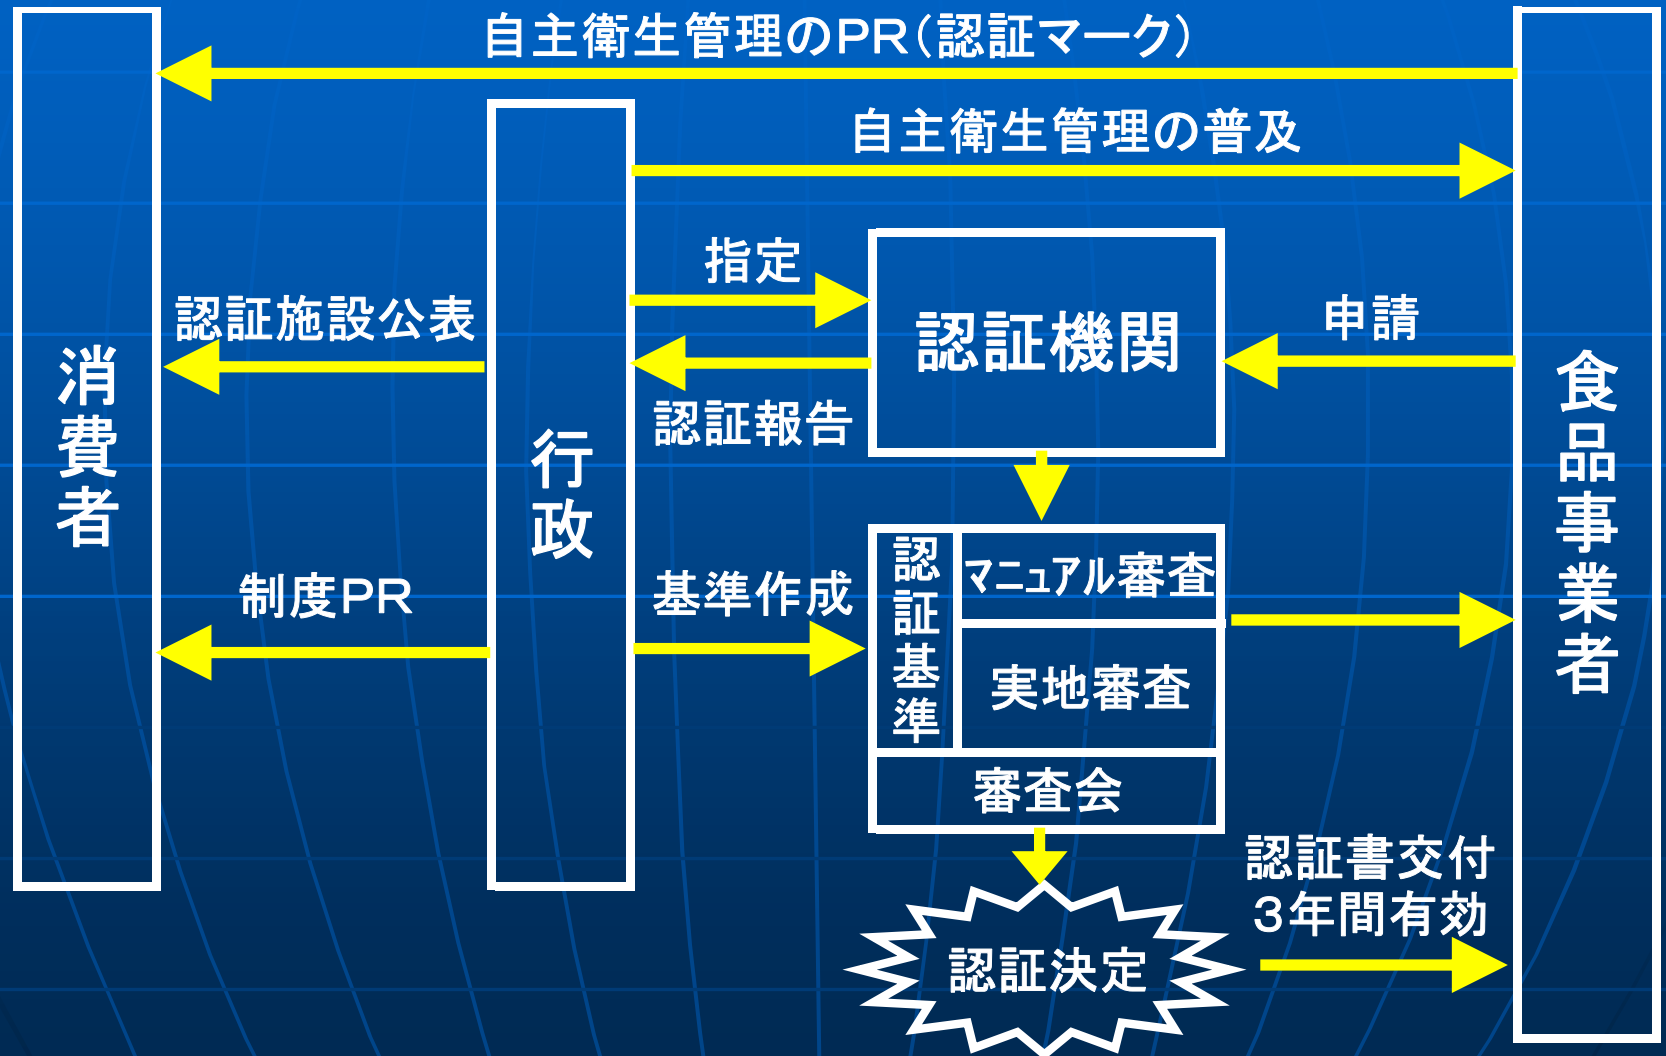 自主衛生管理のPR(認証マーク)
自主衛生管理の普及
指定
認証施設公表
認証機関
申請
消費者
認証報告
行政
食品事業者
制度PR
基準作成
認証基準
マニュアル審査
実地審査
審査会
認証書交付
3年間有効
認証決定